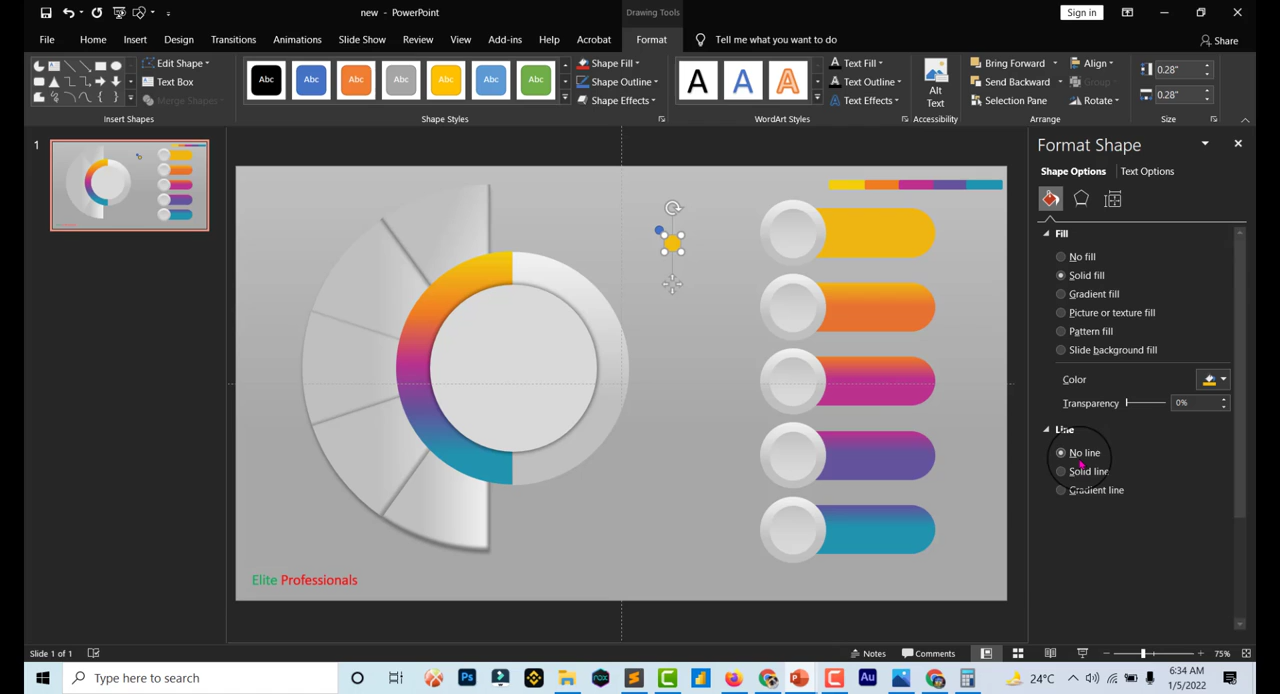 new - PowerPoint
Drawing Tools
Sign in
File
Home
Insert
Design
Transitions
Animations
Slide Show
Review
View
Add-ins
Help
Acrobat
Format
Tell me what you want to do
Share
Edit Shape
Text Box
Merge Shapes
Insert Shapes
Abc Abc Abc Abc Abc Abc Abc
Shape Fill
Shape Outline
Shape Effects
Shape Styles
A A A
Text Fill
Text Outline
Text Effects
WordArt Styles
Alt
Text
Accessibility
Bring Forward
Send Backward
Selection Pane
Align
Group
Rotate
Arrange
0.28"
0.28"
Size
1
Format Shape
Shape Options
Text Options
Fill
No fill
Solid fill
Gradient fill
Picture or texture fill
Pattern fill
Slide background fill
Color
Transparency
0%
Line
No line
Solid line
Gradient line
Elite Professionals
Slide 1 of 1
Notes
Comments
75%
Type here to search
Ps
Au
24°C
6:34 AM
1/5/2022